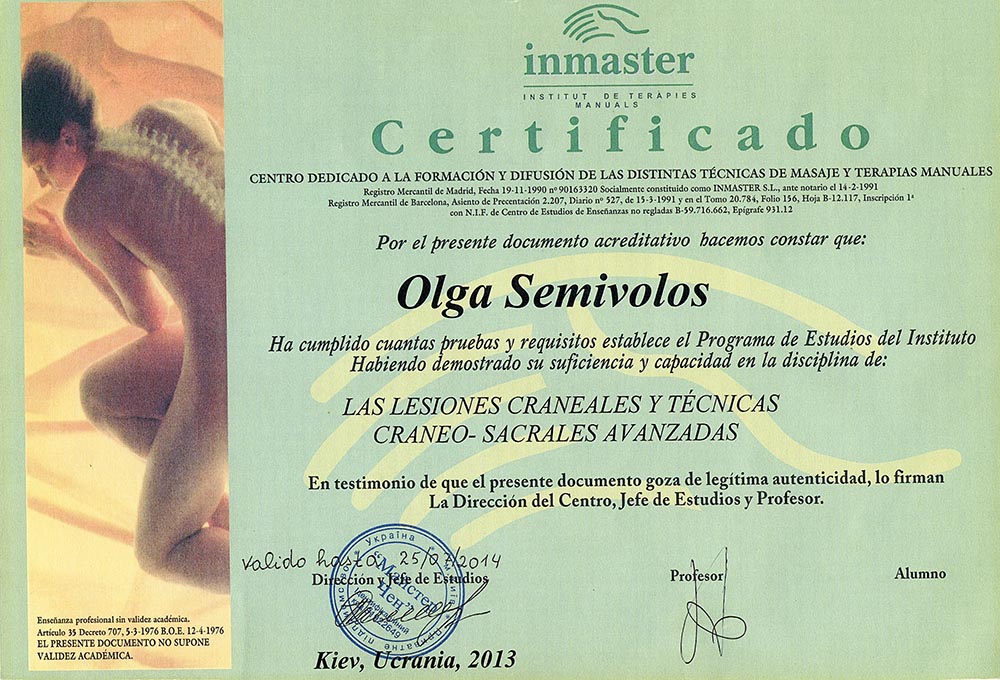 inmaster
INSTITUT DE TERÀPIES
MANUALS
Certificado
CENTRO DEDICADO A LA FORMACIÓN Y DIFUSIÓN DE LAS DISTINTAS TÉCNICAS DE MASAJE Y TERAPIAS MANUALES
Registro Mercantil de Madrid, Fecha 19-11-1990 nº 90163320 Socialmente constituido como INMASTER S.L., ante notario el 14-2-1991
Registro Mercantil de Barcelona, Asiento de Precentación 2.207, Diario nº 527, de 15-3-1991 y en el Tomo 20.784, Folio 156, Hoja B-12.117, Inscripción 1ª
con N.I.F. de Centro de Estudios de Enseñanzas no regladas B-59.716.662, Epígrafe 931.12
Por el presente documento acreditativo hacemos constar que:
Olga Semivolos
Ha cumplido cuantas pruebas y requisitos establece el Programa de Estudios del Instituto
Habiendo demostrado su suficiencia y capacidad en la disciplina de:
LAS LESIONES CRANEALES Y TÉCNICAS
CRANEO- SACRALES AVANZADAS
En testimonio de que el presente documento goza de legítima autenticidad, lo firman
La Dirección del Centro, Jefe de Estudios y Profesor.
valido hasta 25/07/2014
Dirección y Jefe de Estudios
Profesor
Alumno
Україна
"Майстер
Чен"
Kiev, Ucrania, 2013
Enseñanza profesional sin validez académica.
Artículo 35 Decreto 707, 5-3-1976 B.O.E. 12-4-1976
EL PRESENTE DOCUMENTO NO SUPONE
VALIDEZ ACADÉMICA.